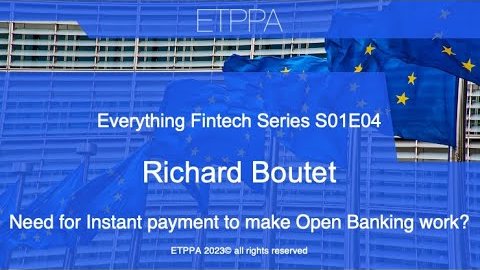 ETPPA
Everything Fintech Series S01E04
Richard Boutet
Need for Instant payment to make Open Banking work?
ETPPA 2023© all rights reserved